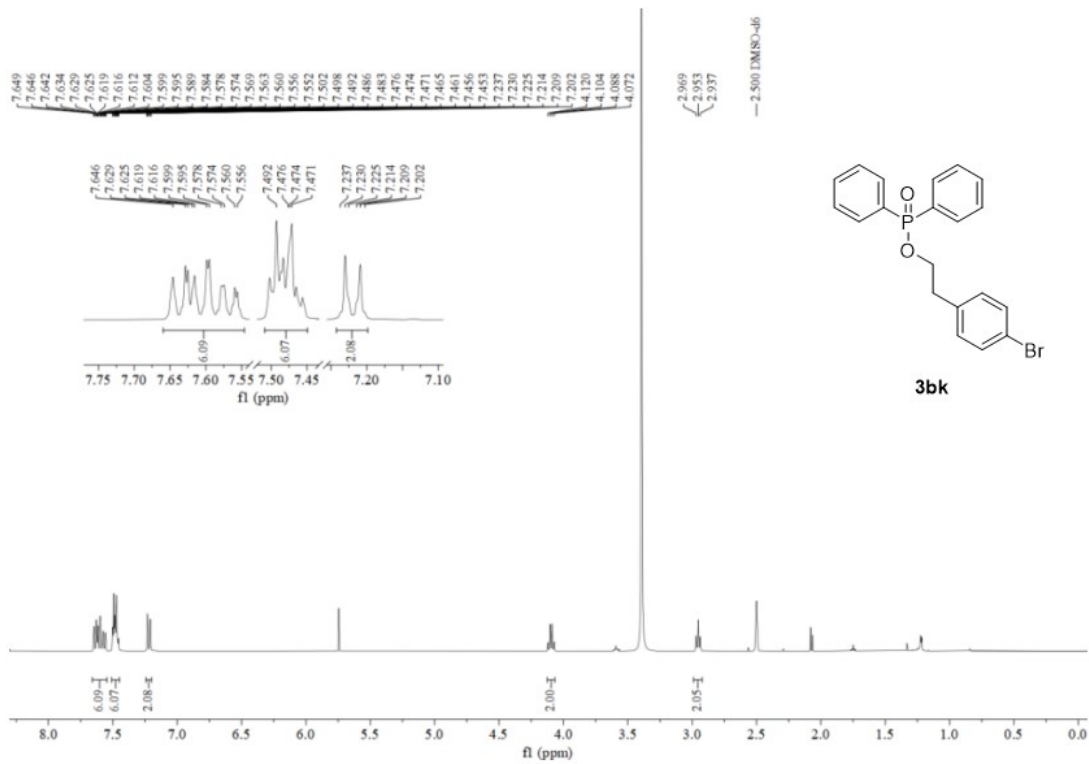 7.649 7.646 7.642 7.634 7.629 7.625 7.619 7.616 7.612 7.604 7.599 7.595 7.589 7.584 7.578 7.574 7.569 7.563 7.560 7.556 7.552 7.502 7.498 7.492 7.486 7.483 7.476 7.474 7.471 7.465 7.461 7.456 7.453 7.237 7.230 7.225 7.214 7.209 7.202 4.120 4.104 4.088 4.072
2.969 2.953 2.937
2.500 DMSO-d6
7.646 7.629 7.625 7.619 7.616 7.599 7.595 7.578 7.574 7.560 7.556
7.492 7.476 7.474 7.471
7.237 7.230 7.225 7.214 7.209 7.202
6.09 6.07 2.08
7.75 7.70 7.65 7.60 7.55 7.50 7.45 7.20 7.10
f1 (ppm)
O
P
O
Br
3bk
6.09 6.07 2.08 2.00 2.05
8.0 7.5 7.0 6.5 6.0 5.5 5.0 4.5 4.0 3.5 3.0 2.5 2.0 1.5 1.0 0.5 0.0
f1 (ppm)